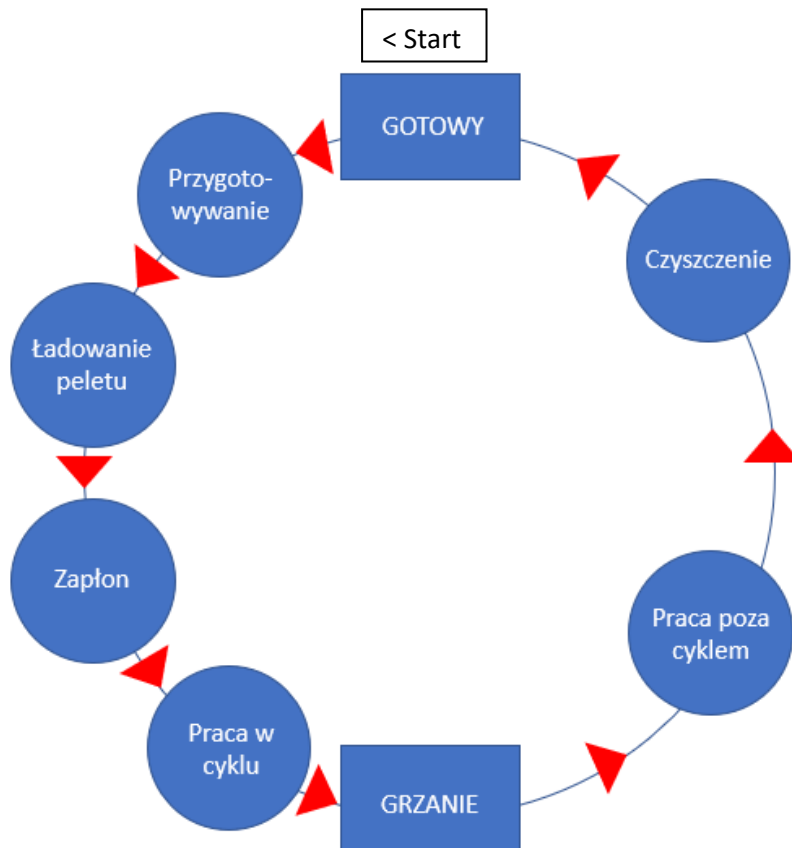 < Start
GOTOWY
Przygoto-
wywanie
Ładowanie
peletu
Zapłon
Praca w
cyklu
GRZANIE
Praca poza
cyklem
Czyszczenie